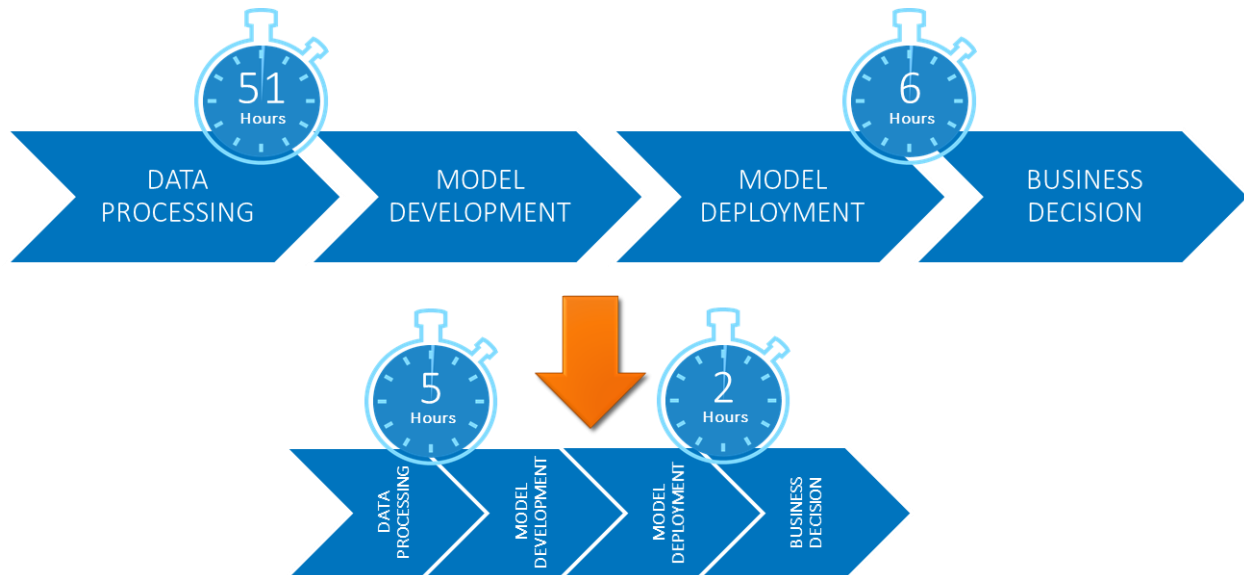 51
Hours
6
Hours
DATA
PROCESSING
MODEL
DEVELOPMENT
MODEL
DEPLOYMENT
BUSINESS
DECISION
5
Hours
2
Hours
DATA
PROCESSING
MODEL
DEVELOPMENT
MODEL
DEPLOYMENT
BUSINESS
DECISION